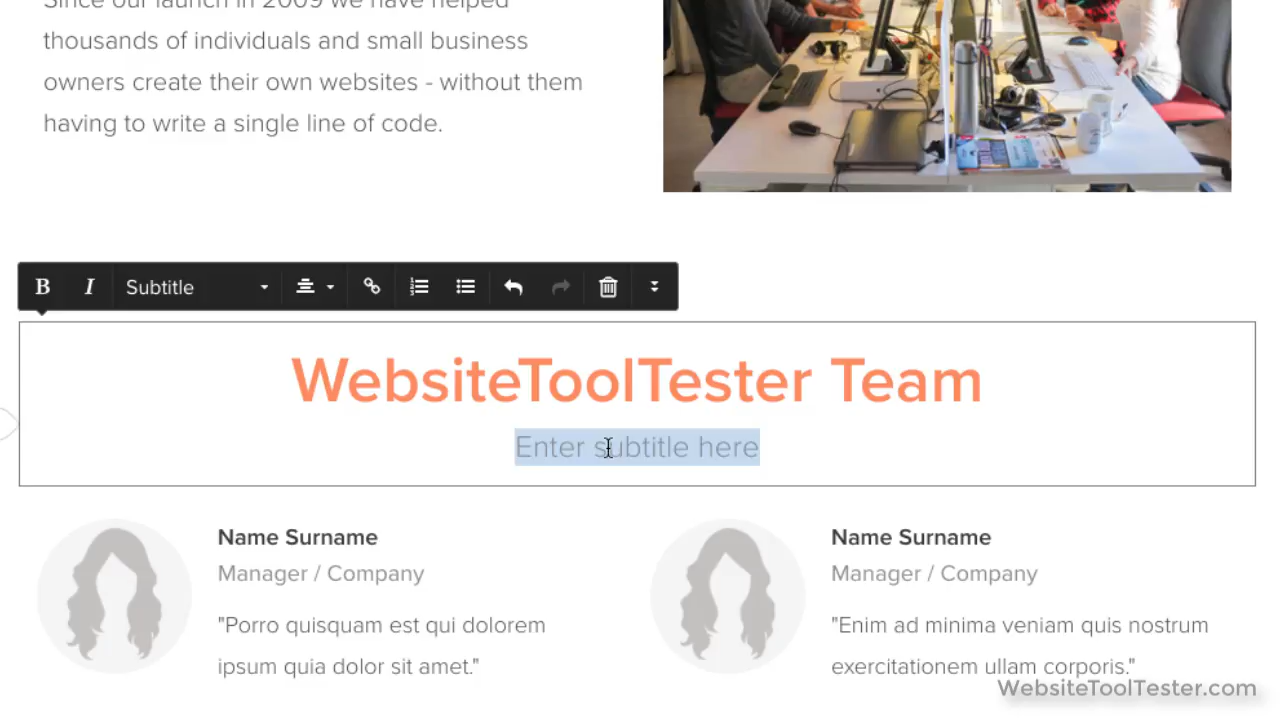 Since our launch in 2009 we have helped
thousands of individuals and small business
owners create their own websites - without them
having to write a single line of code.
B I Subtitle
WebsiteToolTester Team
Enter subtitle here
Name Surname
Manager / Company
"Porro quisquam est qui dolorem
ipsum quia dolor sit amet."
Name Surname
Manager / Company
"Enim ad minima veniam quis nostrum
exercitationem ullam corporis."
WebsiteToolTester.com